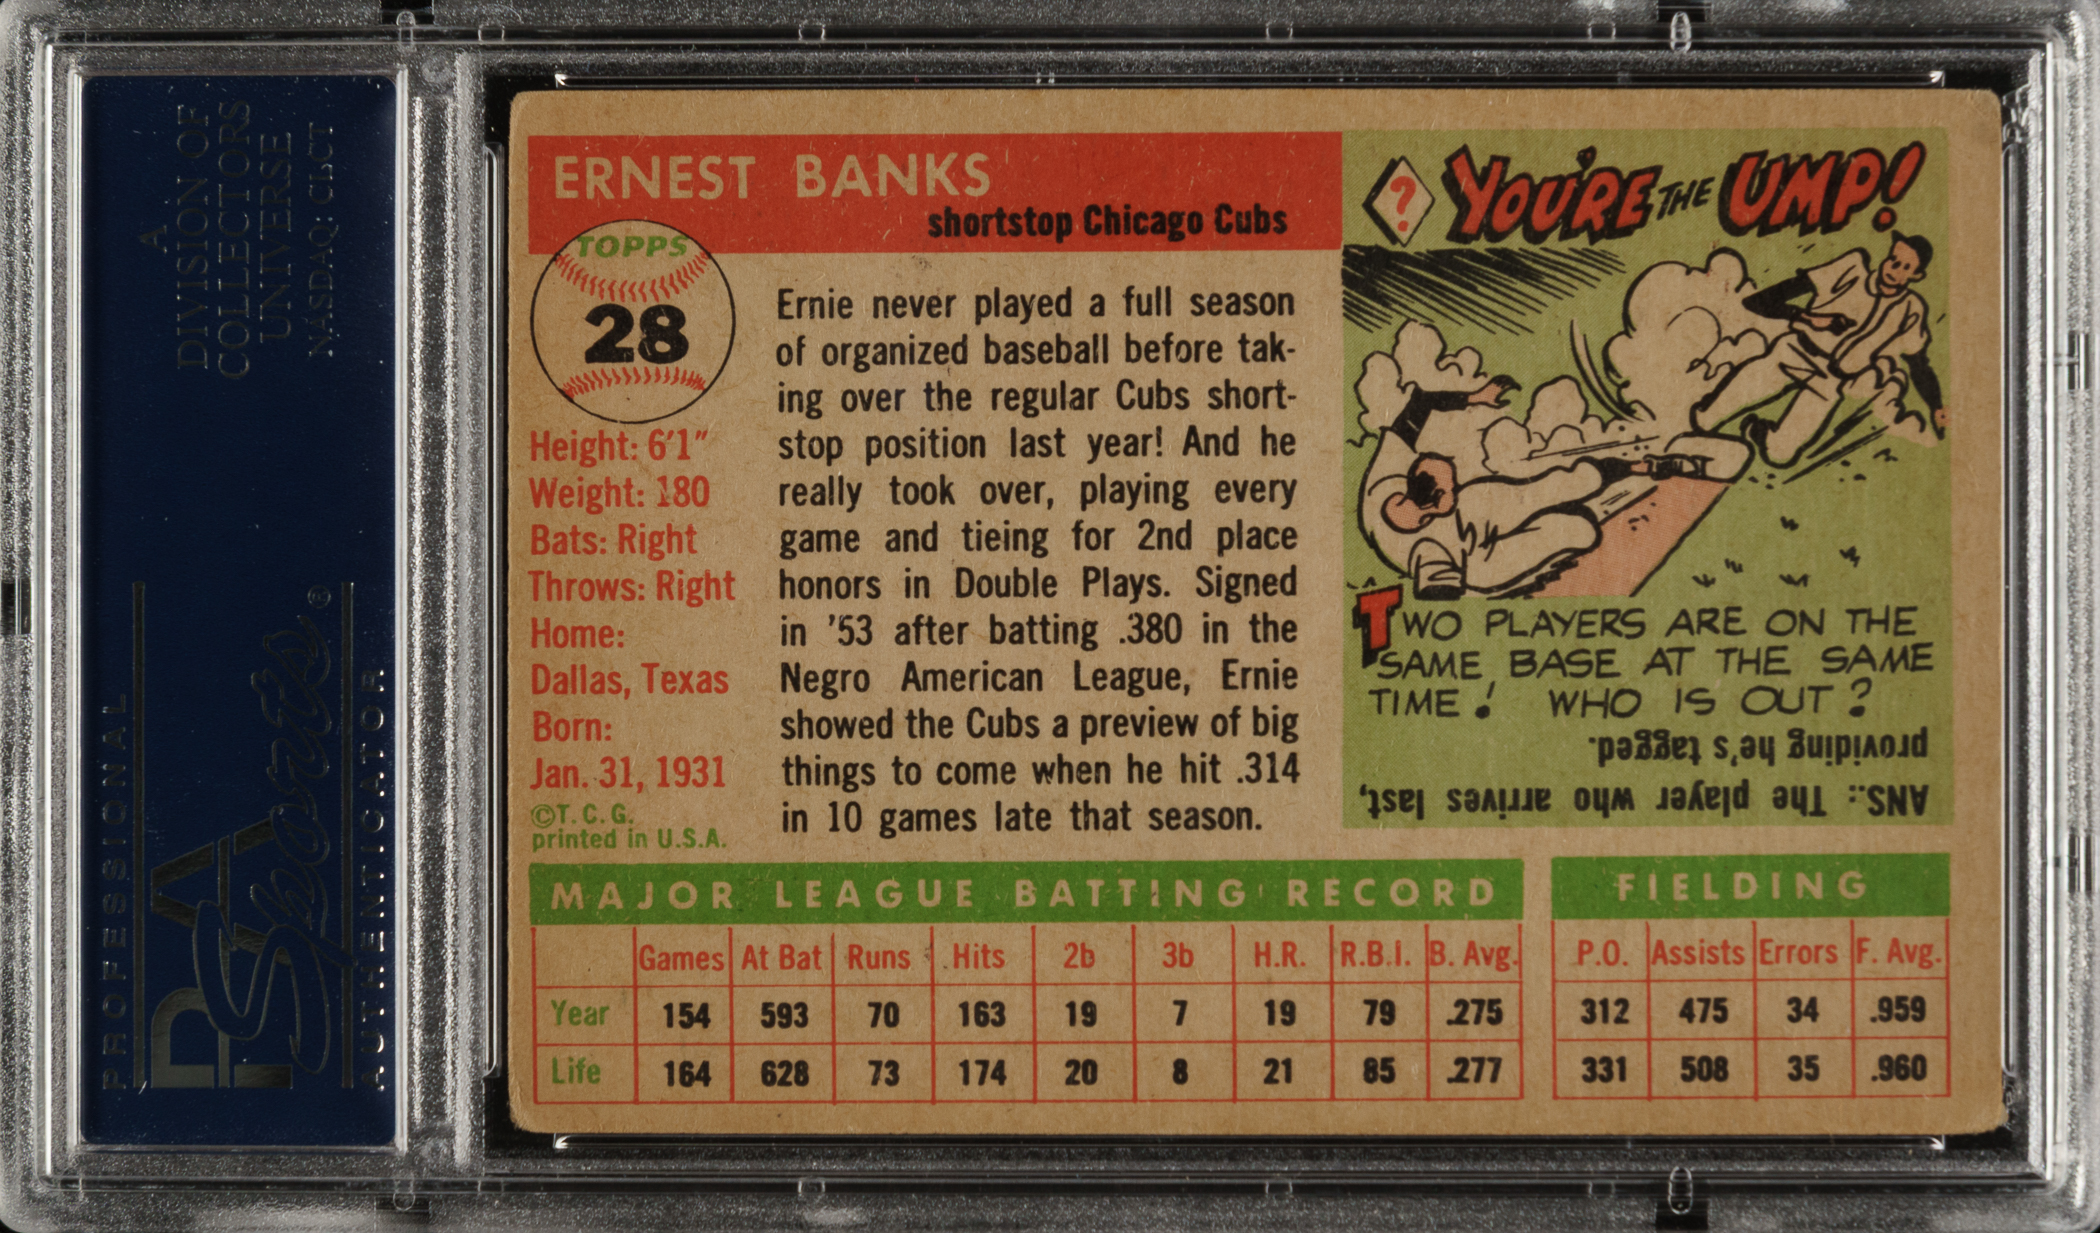 A
DIVISION OF
COLLECTORS
UNIVERSE
NASDAQ: CLCT
PROFESSIONAL
PSA
Sports®
AUTHENTICATOR
ERNEST BANKS
shortstop Chicago Cubs
TOPPS
28
Height: 6'1"
Weight: 180
Bats: Right
Throws: Right
Home:
Dallas, Texas
Born:
Jan. 31, 1931
©T. C. G.
printed in U.S.A.
Ernie never played a full season
of organized baseball before tak-
ing over the regular Cubs short-
stop position last year! And he
really took over, playing every
game and tieing for 2nd place
honors in Double Plays. Signed
in '53 after batting .380 in the
Negro American League, Ernie
showed the Cubs a preview of big
things to come when he hit .314
in 10 games late that season.
? YOU'RE THE UMP!
TWO PLAYERS ARE ON THE
SAME BASE AT THE SAME
TIME! WHO IS OUT?
ANS.: The player who arrives last,
providing he's tagged.
MAJOR LEAGUE BATTING RECORD
Games At Bat Runs Hits 2b 3b H.R. R.B.I. B. Avg.
Year 154 593 70 163 19 7 19 79 .275
Life 164 628 73 174 20 8 21 85 .277
FIELDING
P.O. Assists Errors F. Avg.
312 475 34 .959
331 508 35 .960